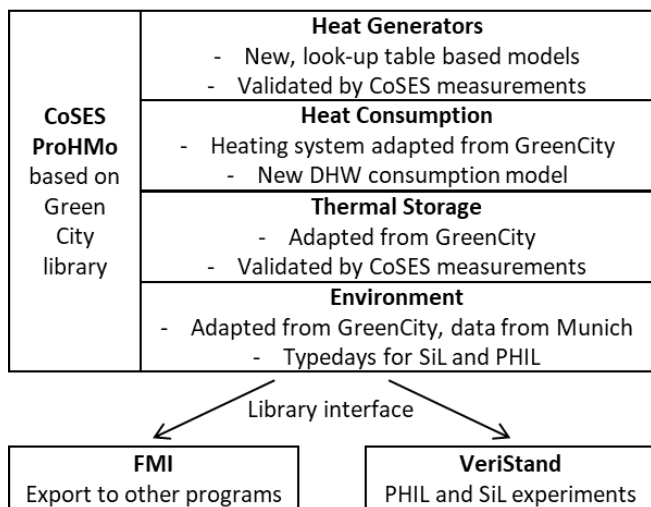 CoSES
ProHMo
based on
Green
City
library
Heat Generators
- New, look-up table based models
- Validated by CoSES measurements
Heat Consumption
- Heating system adapted from GreenCity
- New DHW consumption model
Thermal Storage
- Adapted from GreenCity
- Validated by CoSES measurements
Environment
- Adapted from GreenCity, data from Munich
- Typedays for SiL and PHIL
Library interface
FMI
Export to other programs
VeriStand
PHIL and SiL experiments